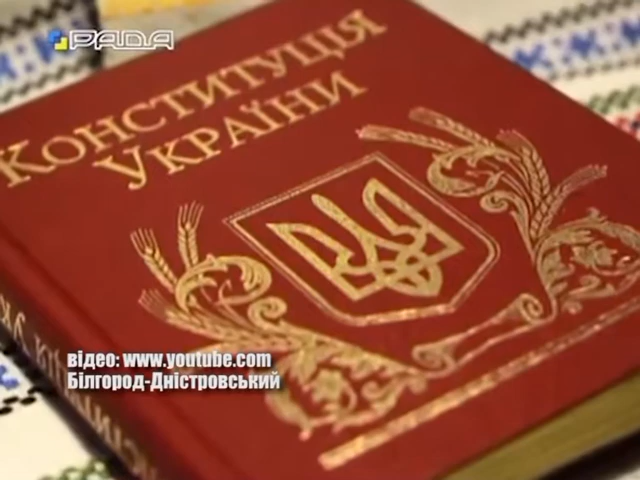 РАДА
КОНСТИТУЦІЯ
УКРАЇНИ
відео: www.youtube.com
Білгород-Дністровський